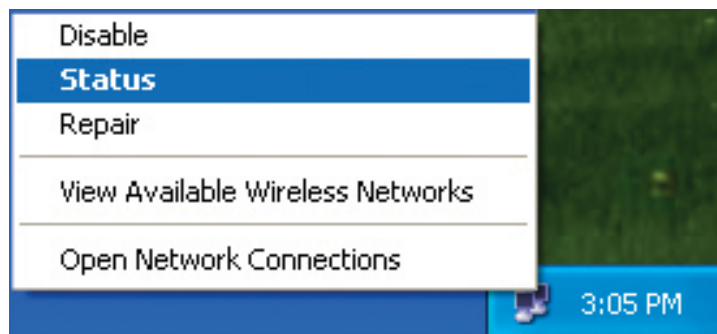 Disable
Status
Repair
View Available Wireless Networks
Open Network Connections
3:05 PM